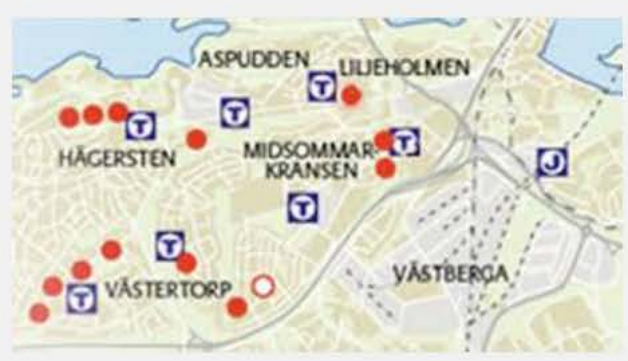 ASPUDDEN
LILJEHOLMEN
T
T
T
T
HÄGERSTEN
MIDSOMMAR-
KRANSEN
J
T
T
VÄSTBERGA
VÄSTERTORP
T